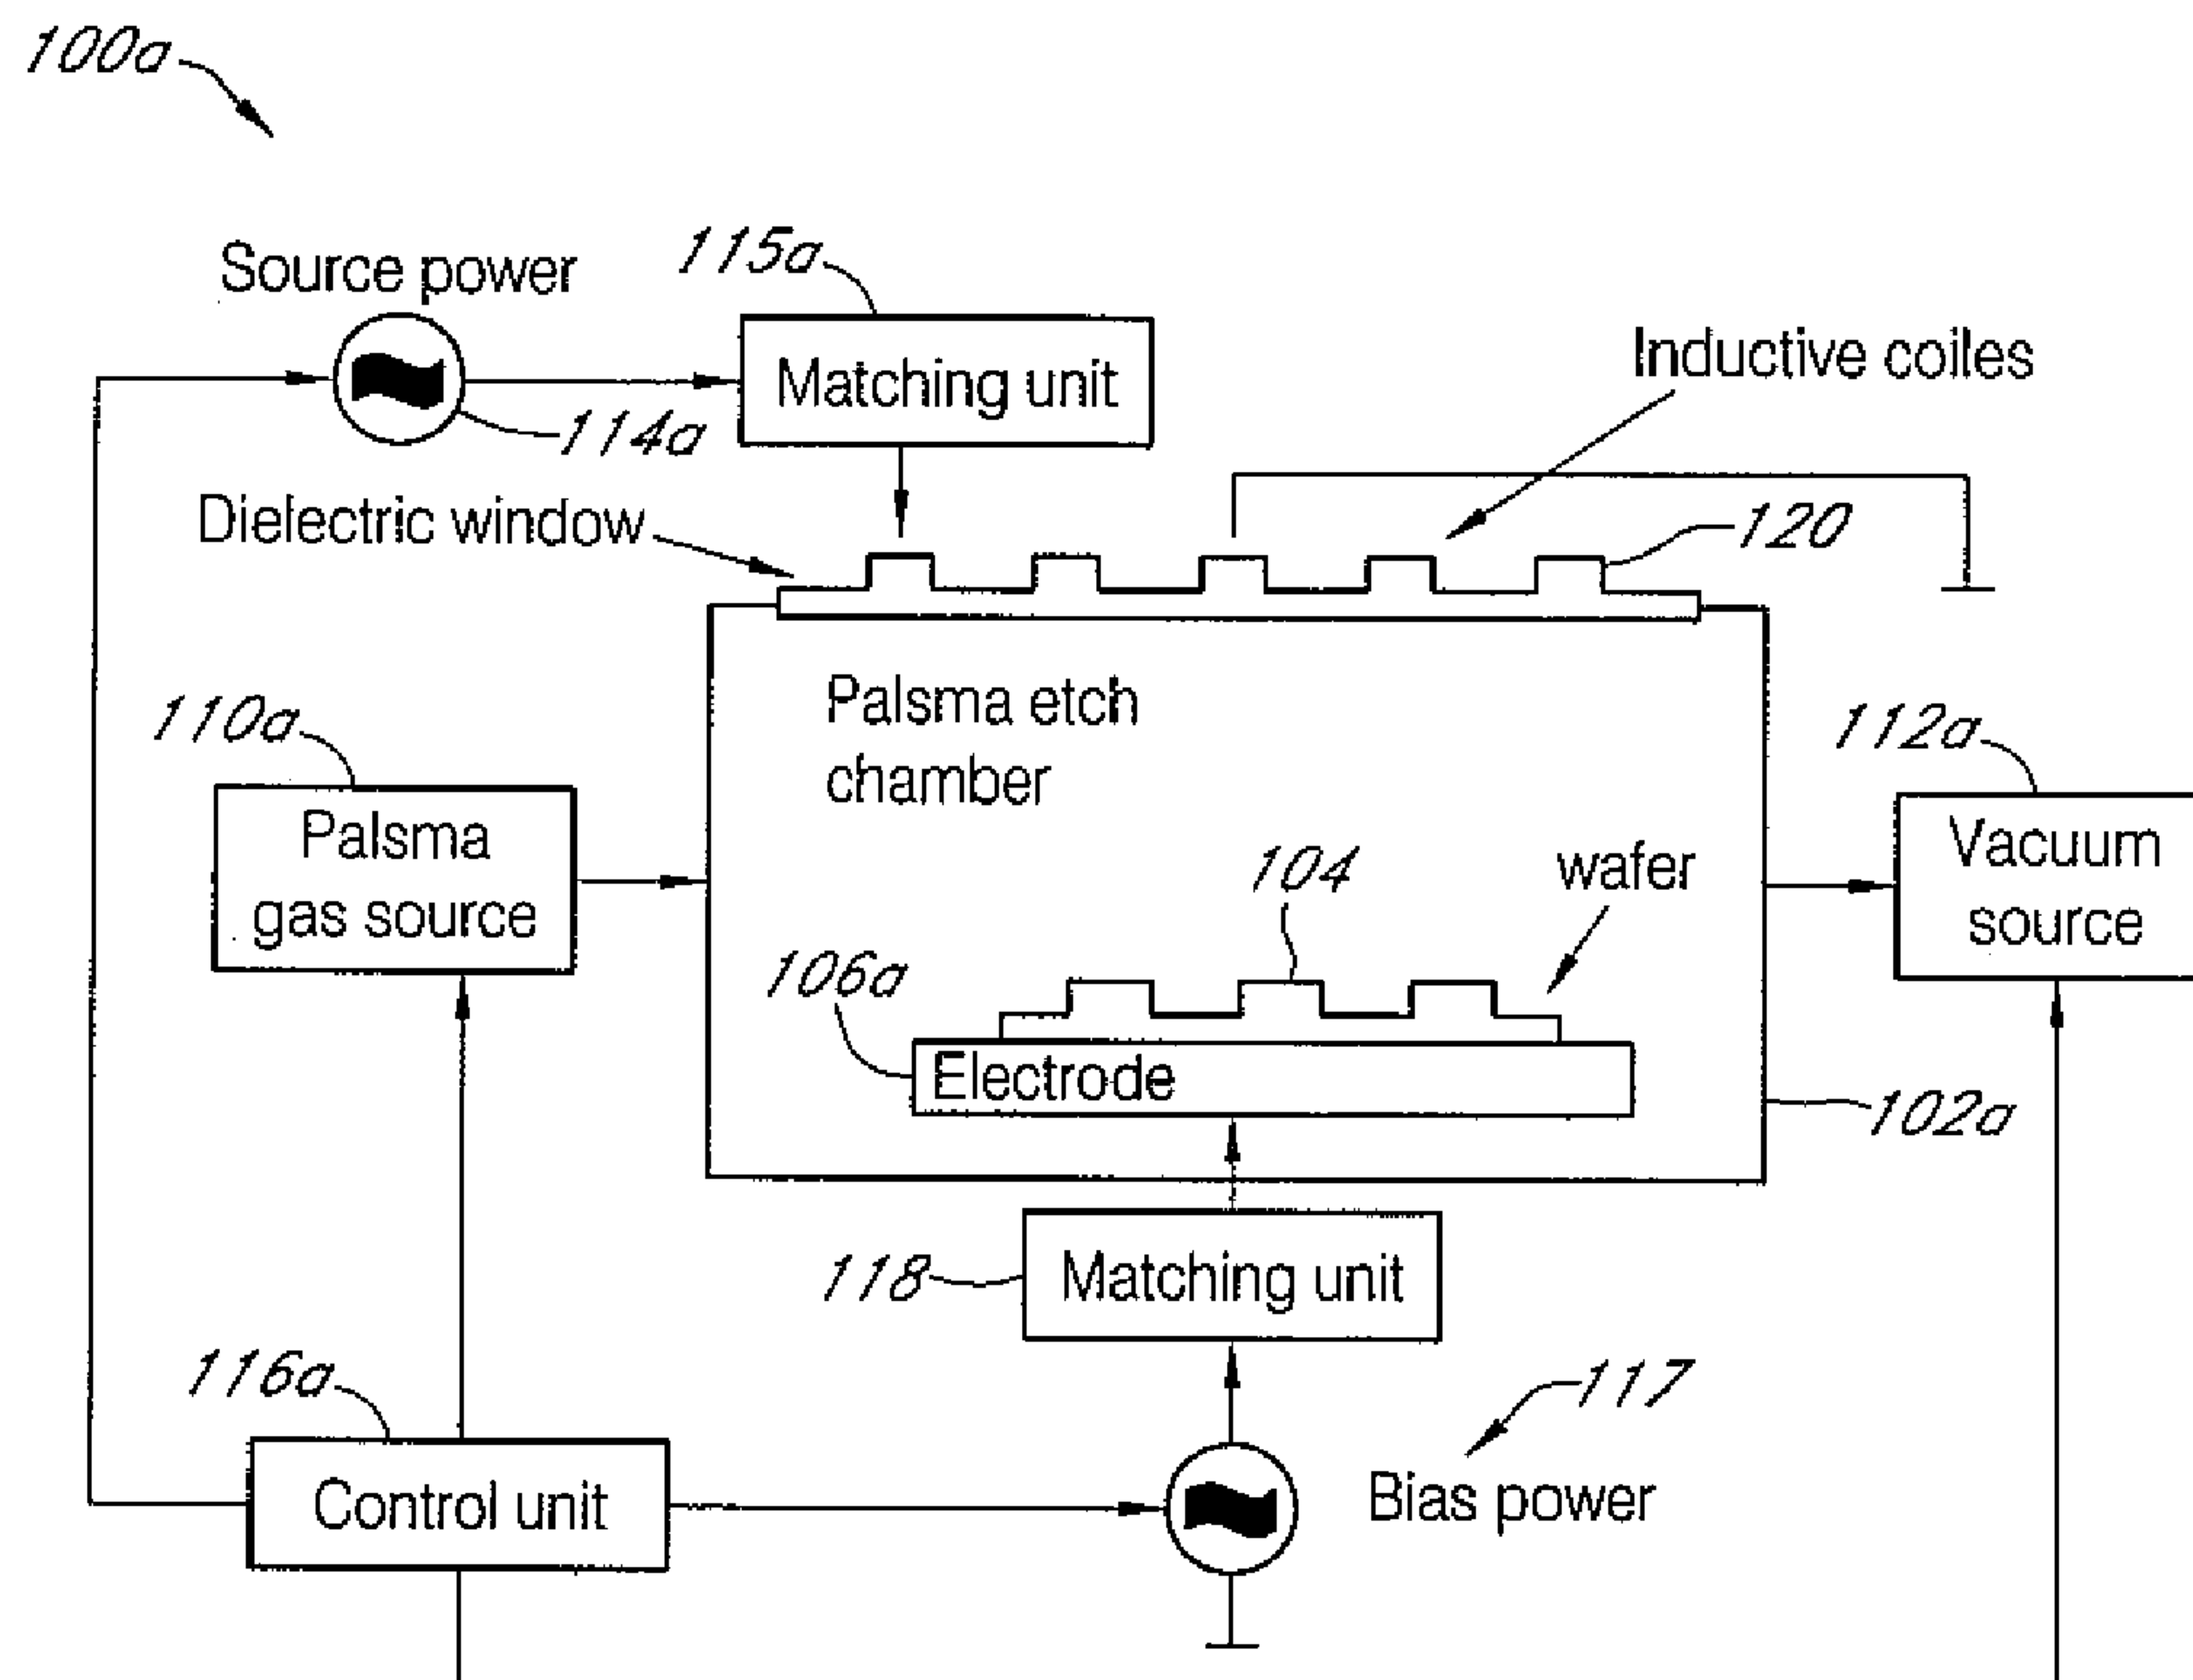 100a
Source power
115a
Matching unit
114a
Inductive coiles
Dielectric window
120
Palsma etch
chamber
110a
112a
Palsma
gas source
Vacuum
source
104
wafer
106a
Electrode
102a
118
Matching unit
116a
117
Control unit
Bias power